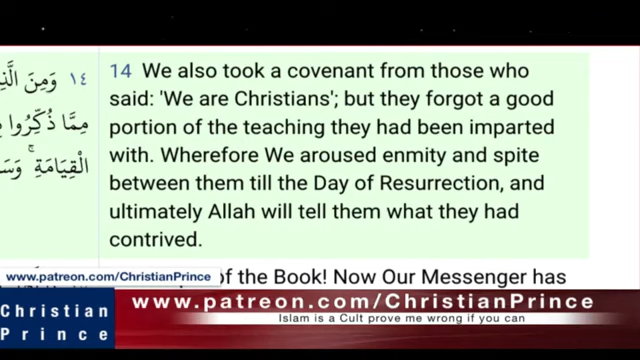 ١٤ وَمِنَ
14 We also took a covenant from those who
said: 'We are Christians'; but they forgot a good
مِمَّا ذُكِّرُوا
portion of the teaching they had been imparted
with. Wherefore We aroused enmity and spite
الْقِيَامَةِ ۚ
between them till the Day of Resurrection, and
ultimately Allah will tell them what they had
contrived.
www.patreon.com/ChristianPrince
of the Book! Now Our Messenger has
www.patreon.com/ChristianPrince
Christian
Prince
Islam is a Cult prove me wrong if you can